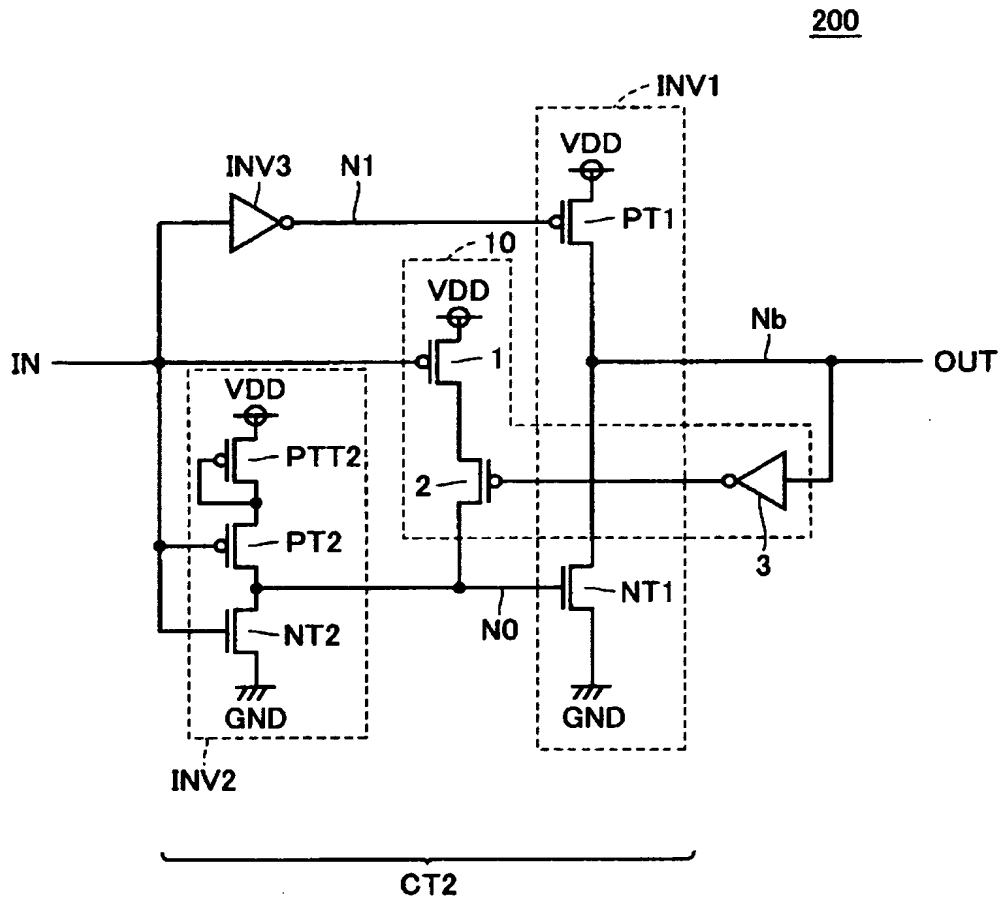 200
INV1
VDD
INV3
N1
PT1
10
VDD
Nb
IN
1
OUT
VDD
PTT2
2
PT2
3
NT1
N0
NT2
GND
GND
INV2
CT2